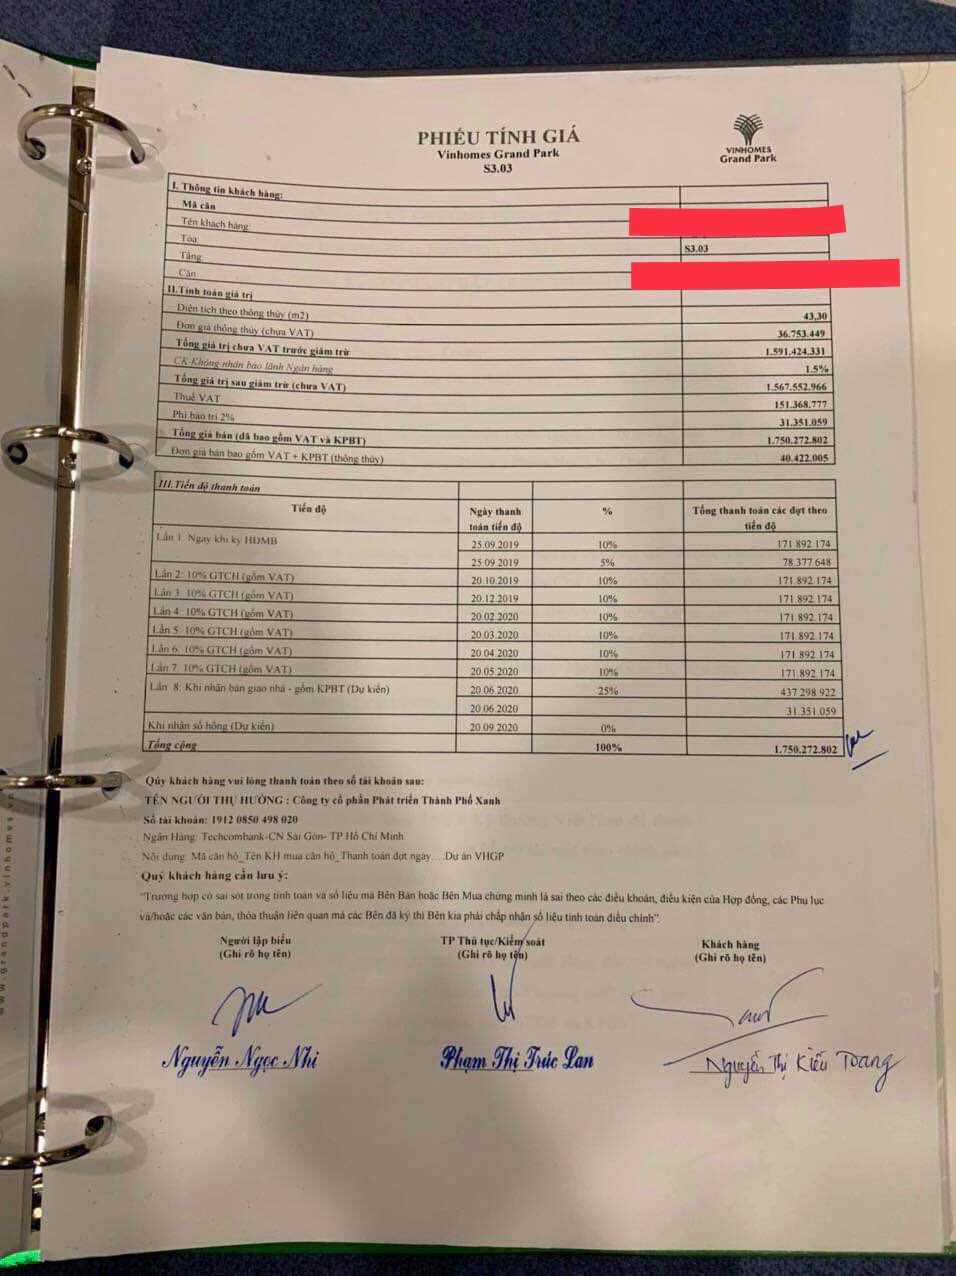 PHIẾU TÍNH GIÁ
Vinhomes Grand Park
S3.03
VINHOMES
Grand Park
I. Thông tin khách hàng:
Mã căn
Tên khách hàng
Tòa: S3.03
Tầng:
Căn:
II.Tính toán giá trị
Diện tích theo thông thủy (m2) 43,30
Đơn giá thông thủy (chưa VAT) 36.753.449
Tổng giá trị chưa VAT trước giảm trừ 1.591.424.331
CK Không nhận bảo lãnh Ngân hàng 1.5%
Tổng giá trị sau giảm trừ (chưa VAT) 1.567.552.966
Thuế VAT 151.368.777
Phí bảo trì 2% 31.351.059
Tổng giá bán (đã bao gồm VAT và KPBT) 1.750.272.802
Đơn giá bán bao gồm VAT + KPBT (thông thủy) 40.422.005
III.Tiến độ thanh toán
Tiến độ Ngày thanh toán tiến độ % Tổng thanh toán các đợt theo tiến độ
Lần 1: Ngay khi ký HĐMB 25.09.2019 10% 171.892.174
25.09.2019 5% 78.377.648
Lần 2: 10% GTCH (gồm VAT) 20.10.2019 10% 171.892.174
Lần 3: 10% GTCH (gồm VAT) 20.12.2019 10% 171.892.174
Lần 4: 10% GTCH (gồm VAT) 20.02.2020 10% 171.892.174
Lần 5: 10% GTCH (gồm VAT) 20.03.2020 10% 171.892.174
Lần 6: 10% GTCH (gồm VAT) 20.04.2020 10% 171.892.174
Lần 7: 10% GTCH (gồm VAT) 20.05.2020 10% 171.892.174
Lần 8: Khi nhận bàn giao nhà - gồm KPBT (Dự kiến) 20.06.2020 25% 437.298.922
20.06.2020 31.351.059
Khi nhận sổ hồng (Dự kiến) 20.09.2020 0%
Tổng cộng 100% 1.750.272.802
Qúy khách hàng vui lòng thanh toán theo số tài khoản sau:
TÊN NGƯỜI THỤ HƯỞNG : Công ty cổ phần Phát triển Thành Phố Xanh
Số tài khoản: 1912 0850 498 020
Ngân Hàng: Techcombank-CN Sài Gòn- TP Hồ Chí Minh
Nội dung: Mã căn hộ_Tên KH mua căn hộ_Thanh toán đợt ngày....Dự án VHGP
Quý khách hàng cần lưu ý:
"Trường hợp có sai sót trong tính toán và số liệu mà Bên Bán hoặc Bên Mua chứng minh là sai theo các điều khoản, điều kiện của Hợp đồng, các Phụ lục
và/hoặc các văn bản, thỏa thuận liên quan mà các Bên đã ký thì Bên kia phải chấp nhận số liệu tính toán điều chỉnh".
Người lập biểu TP Thủ tục/Kiểm soát Khách hàng
(Ghi rõ họ tên) (Ghi rõ họ tên) (Ghi rõ họ tên)
Nguyễn Ngọc Nhi Phạm Thị Trúc Lan Nguyễn Thị Kiều Toang
www.grandpark.vinhomes.vn